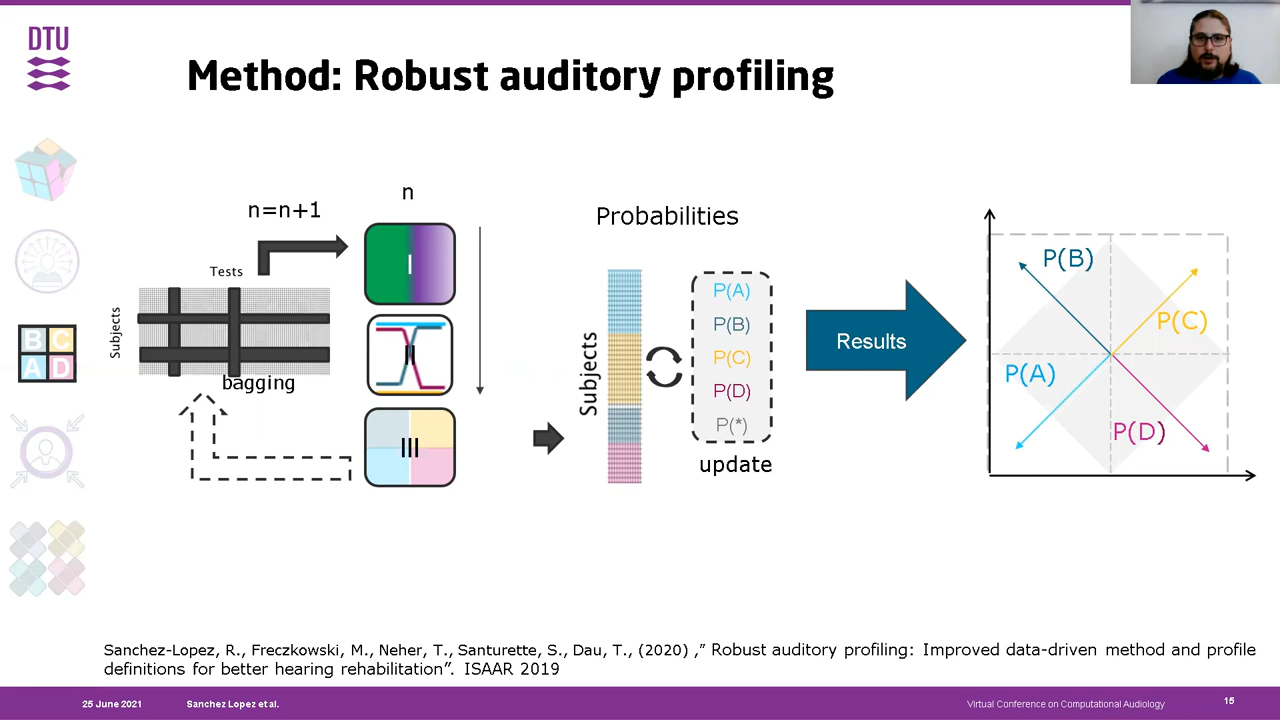 DTU
Method: Robust auditory profiling
n
n=n+1
Tests
Subjects
bagging
I
II
III
Probabilities
Subjects
P(A)
P(B)
P(C)
P(D)
P(*)
update
Results
P(B)
P(C)
P(A)
P(D)
B C
A D
Sanchez-Lopez, R., Freczkowski, M., Neher, T., Santurette, S., Dau, T., (2020) ,” Robust auditory profiling: Improved data-driven method and profile
definitions for better hearing rehabilitation”. ISAAR 2019
25 June 2021 Sanchez Lopez et al. Virtual Conference on Computational Audiology 15